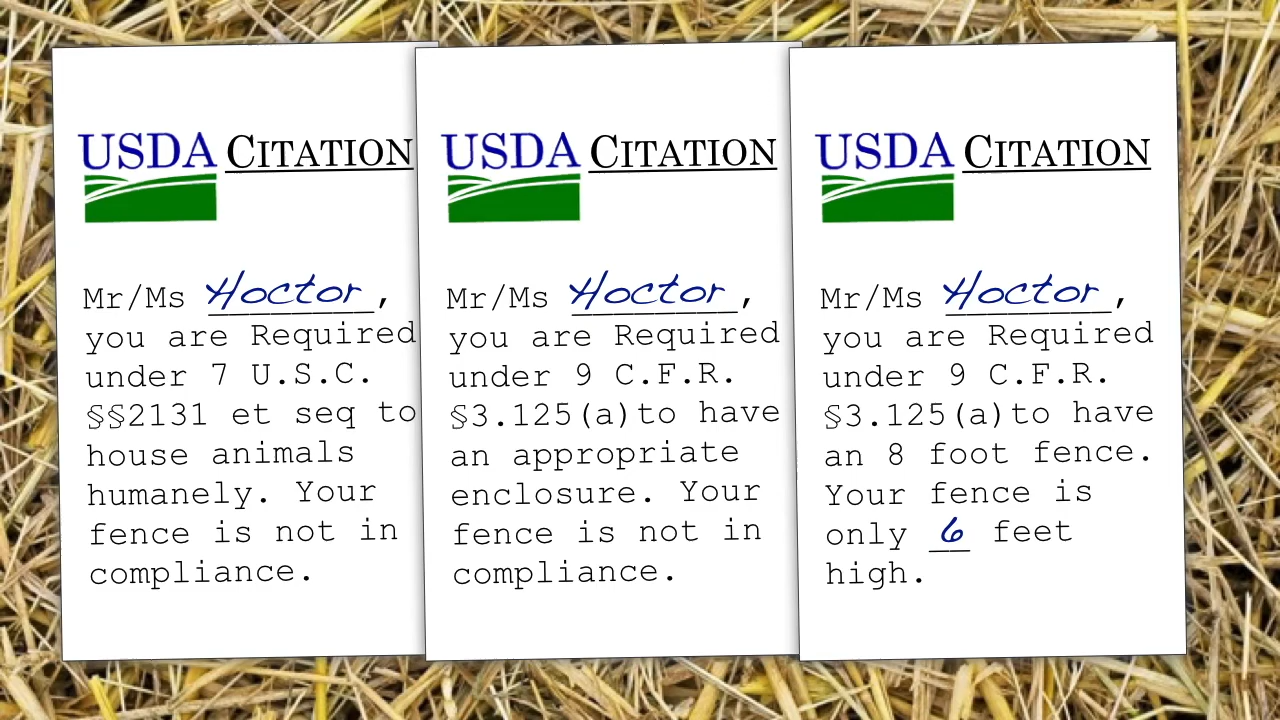 USDA CITATION
Mr/Ms Hoctor,
you are Required
under 7 U.S.C.
§§2131 et seq to
house animals
humanely. Your
fence is not in
compliance.
USDA CITATION
Mr/Ms Hoctor,
you are Required
under 9 C.F.R.
§3.125(a)to have
an appropriate
enclosure. Your
fence is not in
compliance.
USDA CITATION
Mr/Ms Hoctor,
you are Required
under 9 C.F.R.
§3.125(a)to have
an 8 foot fence.
Your fence is
only 6 feet
high.